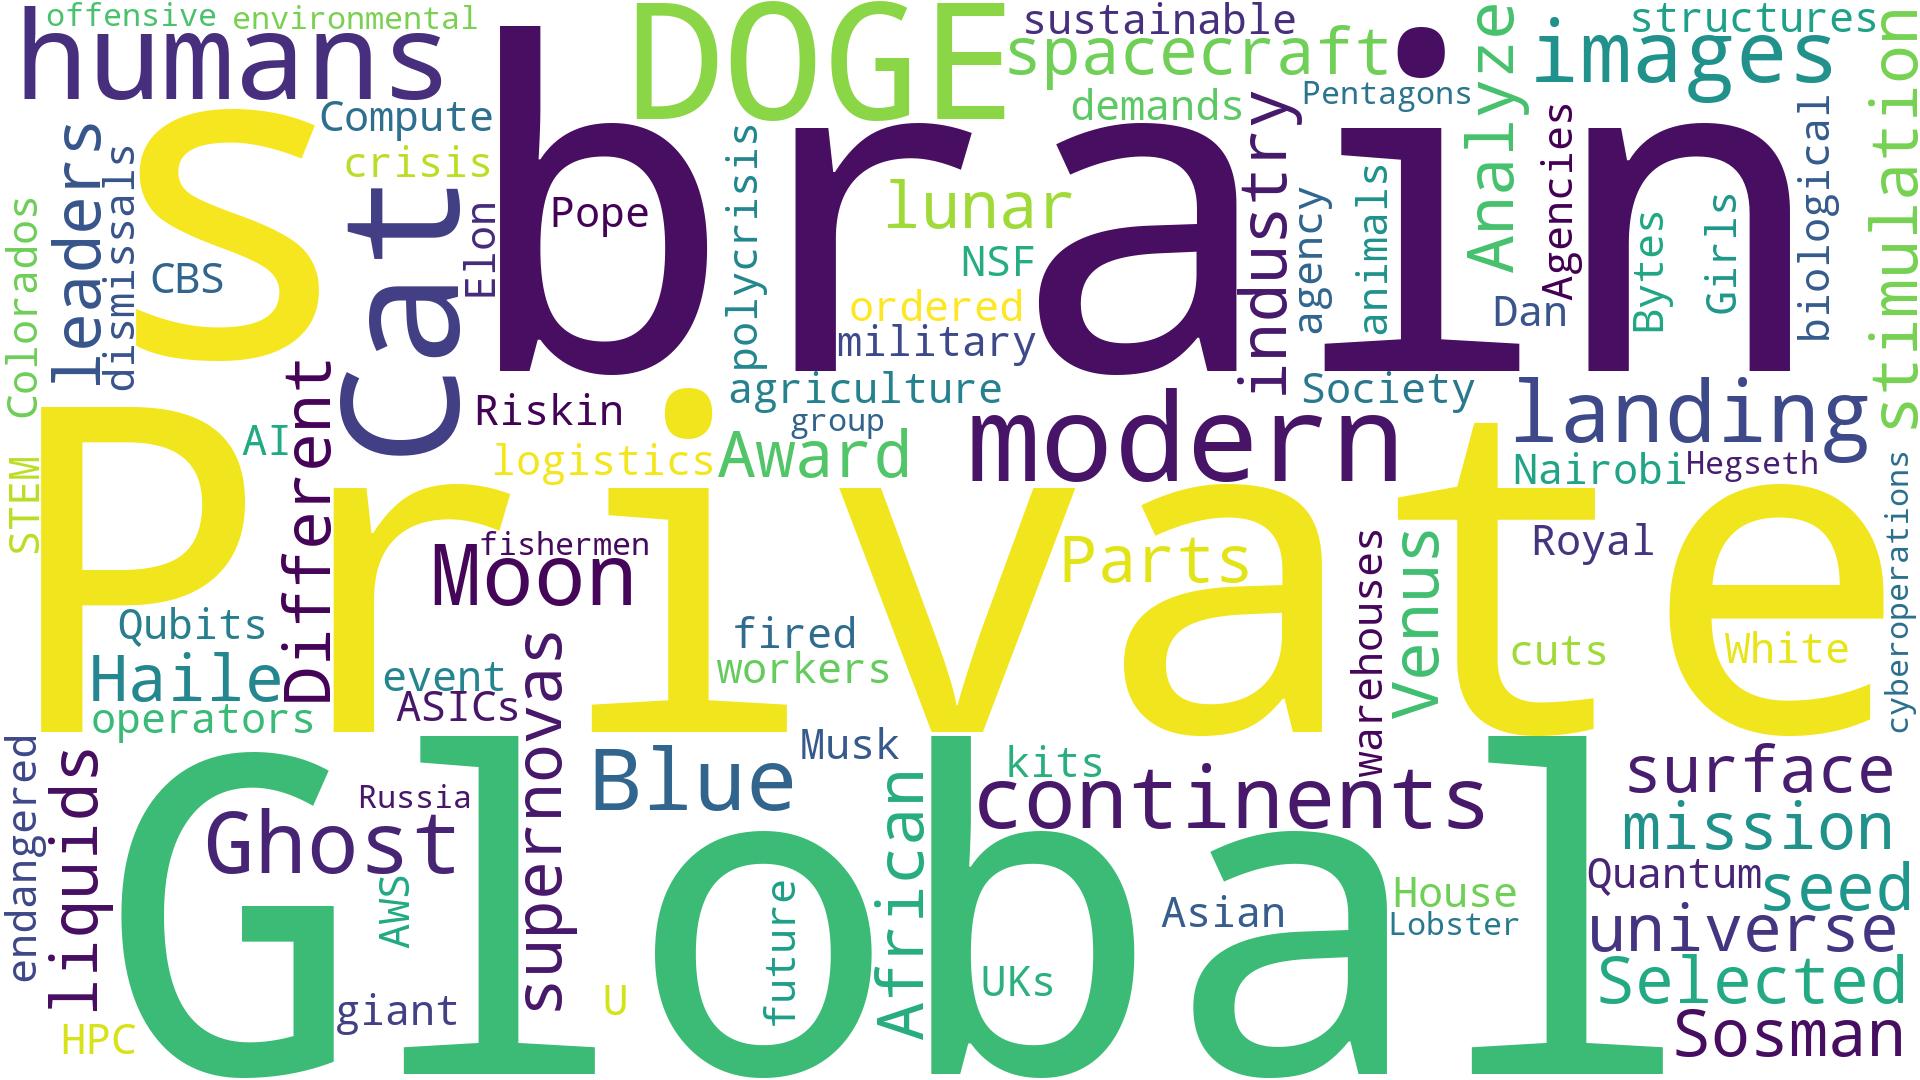 offensive
environmental
humans
DOGE
sustainable
spacecraft
structures
images
Analyze
stimulation
s
brain
Compute
crisis
demands
Pentagons
industry
Agencies
biological
leaders
dismissals
Colorados
CBS
Cat
Elon
Pope
polycrisis
lunar
NSF
ordered
military
agency
animals
Dan
Bytes
Girls
Different
AI
Riskin
logistics
agriculture
group
Award
modern
Society
landing
Nairobi
Hegseth
STEM
Private
fishermen
Moon
Parts
warehouses
Venus
Royal
cuts
White
cyberoperations
Qubits
Haile
operators
event
ASICs
supernovas
fired
workers
Musk
Blue
kits
endangered
liquids
Global
Russia
Ghost
AWS
giant
HPC
U
future
African
continents
UKs
Asian
House
Lobster
surface
mission
Quantum
seed
universe
Selected
Sosman